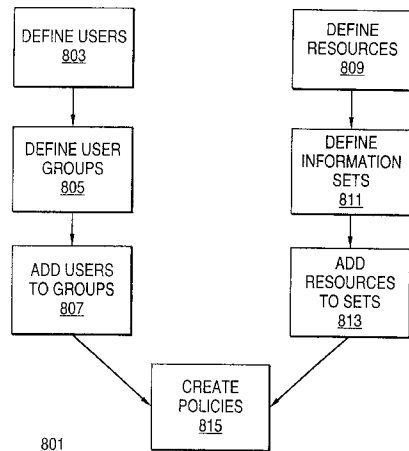 DEFINE USERS
803
DEFINE USER
GROUPS
805
ADD USERS
TO GROUPS
807
DEFINE
RESOURCES
809
DEFINE
INFORMATION
SETS
811
ADD
RESOURCES
TO SETS
813
CREATE
POLICIES
815
801